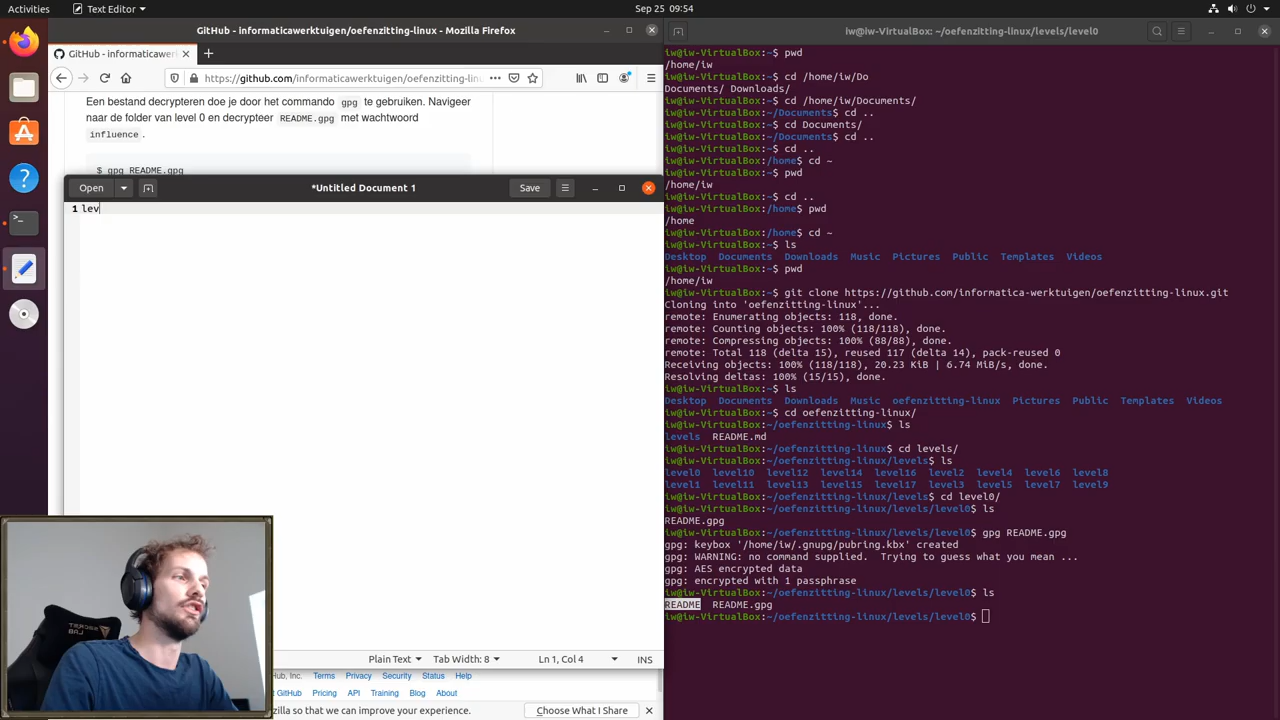 Activities
Text Editor
Sep 25 09:54
GitHub - informaticawerktuigen/oefenzitting-linux - Mozilla Firefox
GitHub - informaticawer
https://github.com/informaticawerktuigen/oefenzitting-linux
Een bestand decrypteren doe je door het commando gpg te gebruiken. Navigeer
naar de folder van level 0 en decrypteer README.gpg met wachtwoord
influence .
$ gpg README.gpg
Open
*Untitled Document 1
Save
1 lev
Plain Text
Tab Width: 8
Ln 1, Col 4
INS
Hub, Inc. Terms Privacy Security Status Help
t GitHub Pricing API Training Blog About
zilla so that we can improve your experience.
Choose What I Share
SECRET LAB
iw@iw-VirtualBox: ~/oefenzitting-linux/levels/level0
iw@iw-VirtualBox:~$ pwd
/home/iw
iw@iw-VirtualBox:~$ cd /home/iw/Do
Documents/ Downloads/
iw@iw-VirtualBox:~$ cd /home/iw/Documents/
iw@iw-VirtualBox:~/Documents$ cd ..
iw@iw-VirtualBox:~$ cd Documents/
iw@iw-VirtualBox:~/Documents$ cd ..
iw@iw-VirtualBox:~$ cd ..
iw@iw-VirtualBox:/home$ cd ~
iw@iw-VirtualBox:~$ pwd
/home/iw
iw@iw-VirtualBox:~$ cd ..
iw@iw-VirtualBox:/home$ pwd
/home
iw@iw-VirtualBox:/home$ cd ~
iw@iw-VirtualBox:~$ ls
Desktop Documents Downloads Music Pictures Public Templates Videos
iw@iw-VirtualBox:~$ pwd
/home/iw
iw@iw-VirtualBox:~$ git clone https://github.com/informatica-werktuigen/oefenzitting-linux.git
Cloning into 'oefenzitting-linux'...
remote: Enumerating objects: 118, done.
remote: Counting objects: 100% (118/118), done.
remote: Compressing objects: 100% (88/88), done.
remote: Total 118 (delta 15), reused 117 (delta 14), pack-reused 0
Receiving objects: 100% (118/118), 20.23 KiB | 6.74 MiB/s, done.
Resolving deltas: 100% (15/15), done.
iw@iw-VirtualBox:~$ ls
Desktop Documents Downloads Music oefenzitting-linux Pictures Public Templates Videos
iw@iw-VirtualBox:~$ cd oefenzitting-linux/
iw@iw-VirtualBox:~/oefenzitting-linux$ ls
levels README.md
iw@iw-VirtualBox:~/oefenzitting-linux$ cd levels/
iw@iw-VirtualBox:~/oefenzitting-linux/levels$ ls
level0 level10 level12 level14 level16 level2 level4 level6 level8
level1 level11 level13 level15 level17 level3 level5 level7 level9
iw@iw-VirtualBox:~/oefenzitting-linux/levels$ cd level0/
iw@iw-VirtualBox:~/oefenzitting-linux/levels/level0$ ls
README.gpg
iw@iw-VirtualBox:~/oefenzitting-linux/levels/level0$ gpg README.gpg
gpg: keybox '/home/iw/.gnupg/pubring.kbx' created
gpg: WARNING: no command supplied.  Trying to guess what you mean ...
gpg: AES encrypted data
gpg: encrypted with 1 passphrase
iw@iw-VirtualBox:~/oefenzitting-linux/levels/level0$ ls
README README.gpg
iw@iw-VirtualBox:~/oefenzitting-linux/levels/level0$